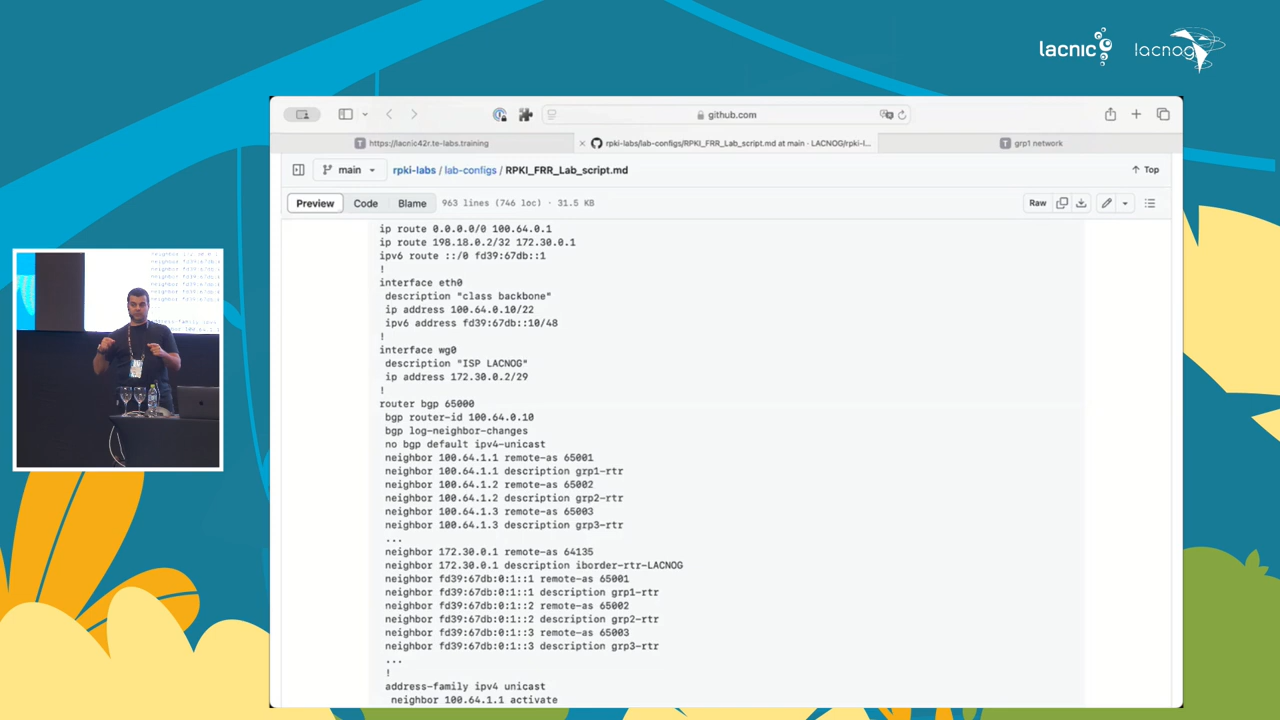 lacnic
lacnog
github.com
https://lacnic42r.te-labs.training
rpki-labs/lab-configs/RPKI_FRR_Lab_script.md at main · LACNOG/rpki-l...
grp1 network
main
rpki-labs / lab-configs / RPKI_FRR_Lab_script.md
Top
Preview
Code
Blame
963 lines (746 loc) · 31.5 KB
Raw
ip route 0.0.0.0/0 100.64.0.1
ip route 198.18.0.2/32 172.30.0.1
ipv6 route ::/0 fd39:67db::1
!
interface eth0
description "class backbone"
ip address 100.64.0.10/22
ipv6 address fd39:67db::10/48
!
interface wg0
description "ISP LACNOG"
ip address 172.30.0.2/29
!
router bgp 65000
bgp router-id 100.64.0.10
bgp log-neighbor-changes
no bgp default ipv4-unicast
neighbor 100.64.1.1 remote-as 65001
neighbor 100.64.1.1 description grp1-rtr
neighbor 100.64.1.2 remote-as 65002
neighbor 100.64.1.2 description grp2-rtr
neighbor 100.64.1.3 remote-as 65003
neighbor 100.64.1.3 description grp3-rtr
...
neighbor 172.30.0.1 remote-as 64135
neighbor 172.30.0.1 description iborder-rtr-LACNOG
neighbor fd39:67db:0:1::1 remote-as 65001
neighbor fd39:67db:0:1::1 description grp1-rtr
neighbor fd39:67db:0:1::2 remote-as 65002
neighbor fd39:67db:0:1::2 description grp2-rtr
neighbor fd39:67db:0:1::3 remote-as 65003
neighbor fd39:67db:0:1::3 description grp3-rtr
...
!
address-family ipv4 unicast
neighbor 100.64.1.1 activate